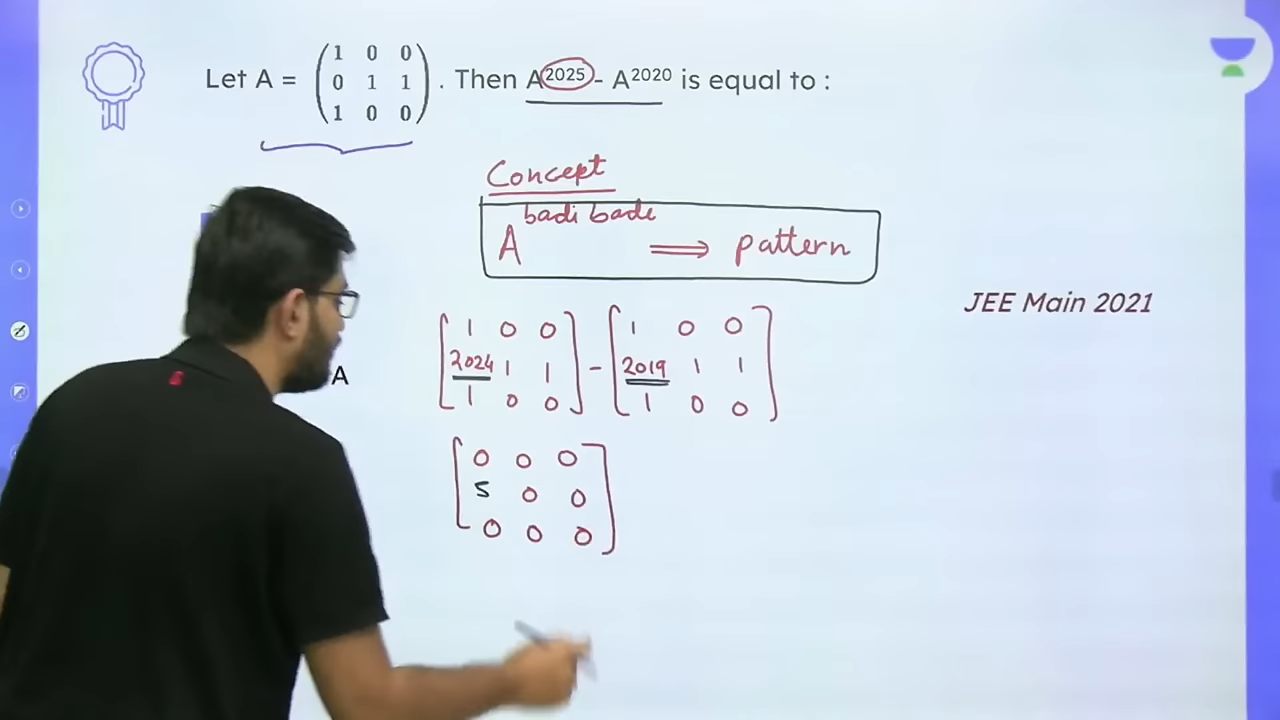 Let A = (1 0 0
0 1 1
1 0 0). Then A^2025 - A^2020 is equal to :
Concept
A^badi bade ⟹ pattern
JEE Main 2021
A
[1 0 0
2024 1 1
1 0 0] - [1 0 0
2019 1 1
1 0 0]
[0 0 0
5 0 0
0 0 0]